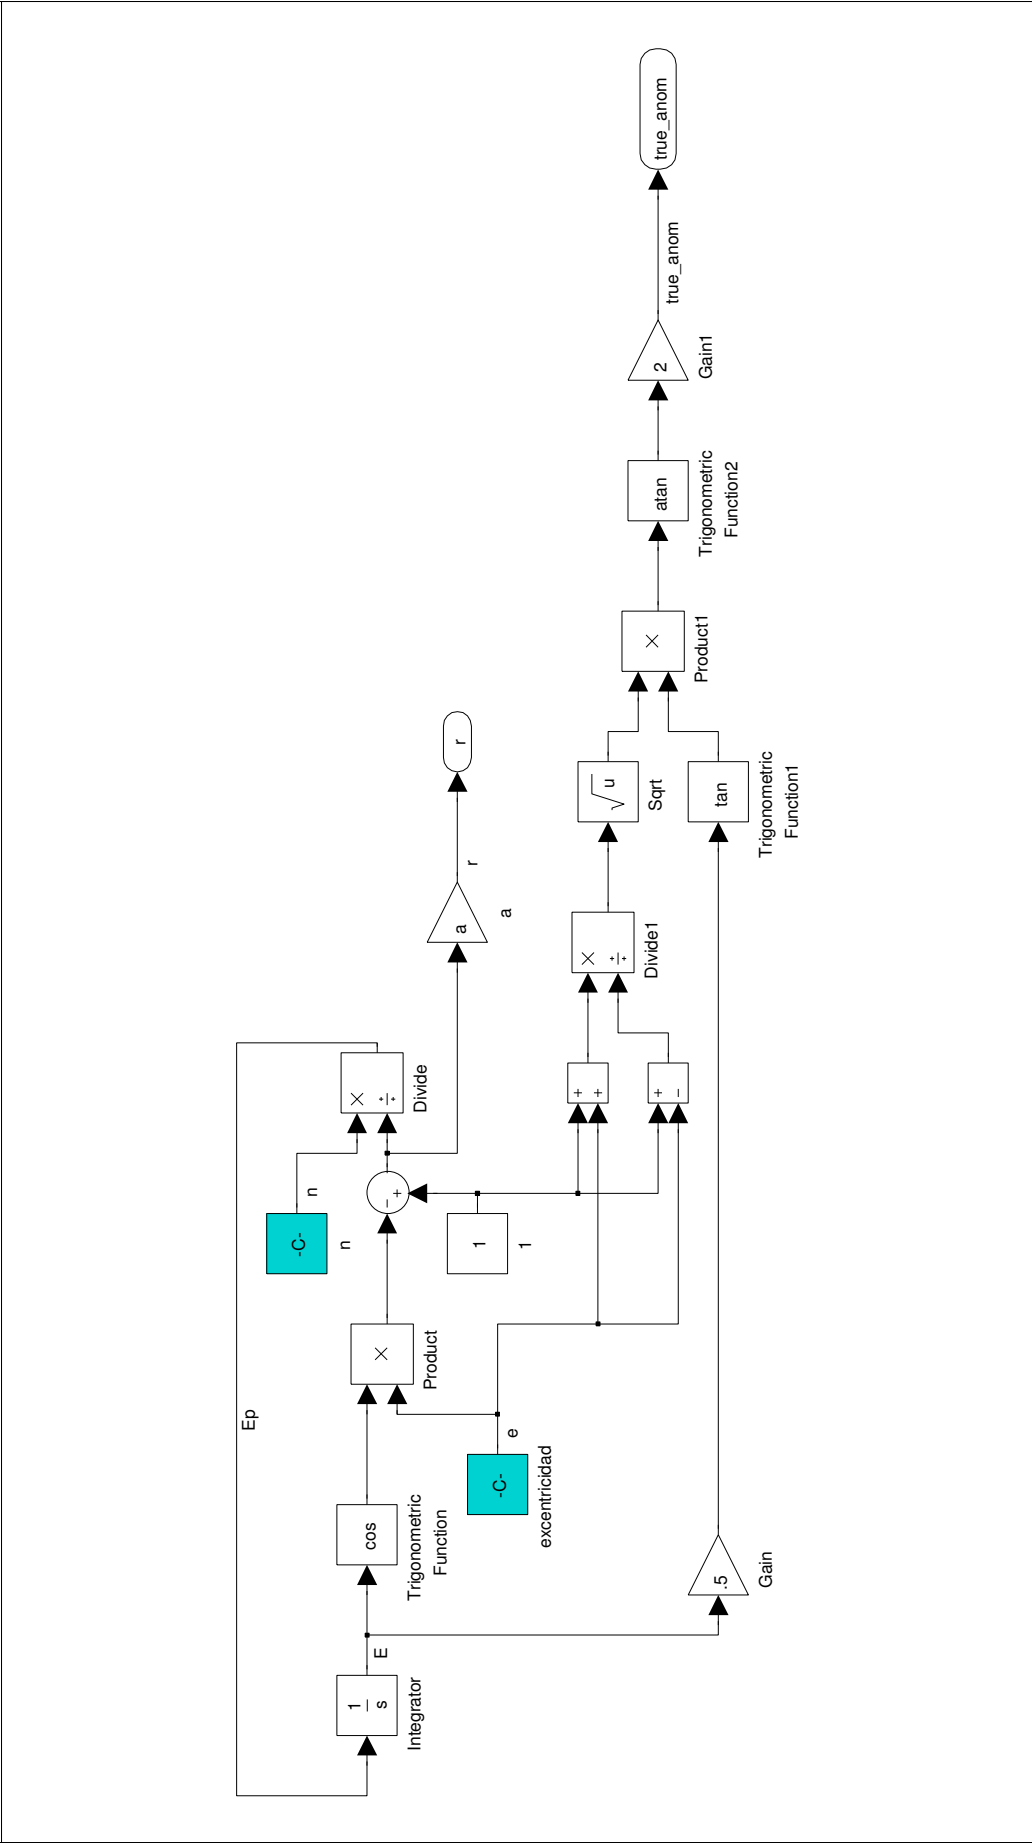 Ep
1
s
Integrator
E
cos
Trigonometric
Function
×
Product
-C-
n
n
-
+
×
÷
Divide
-C-
e
excentricidad
1
1
a
a
r
r
+
+
+
-
×
÷
Divide1
√u
Sqrt
.5
Gain
tan
Trigonometric
Function1
×
Product1
atan
Trigonometric
Function2
2
Gain1
true_anom
true_anom